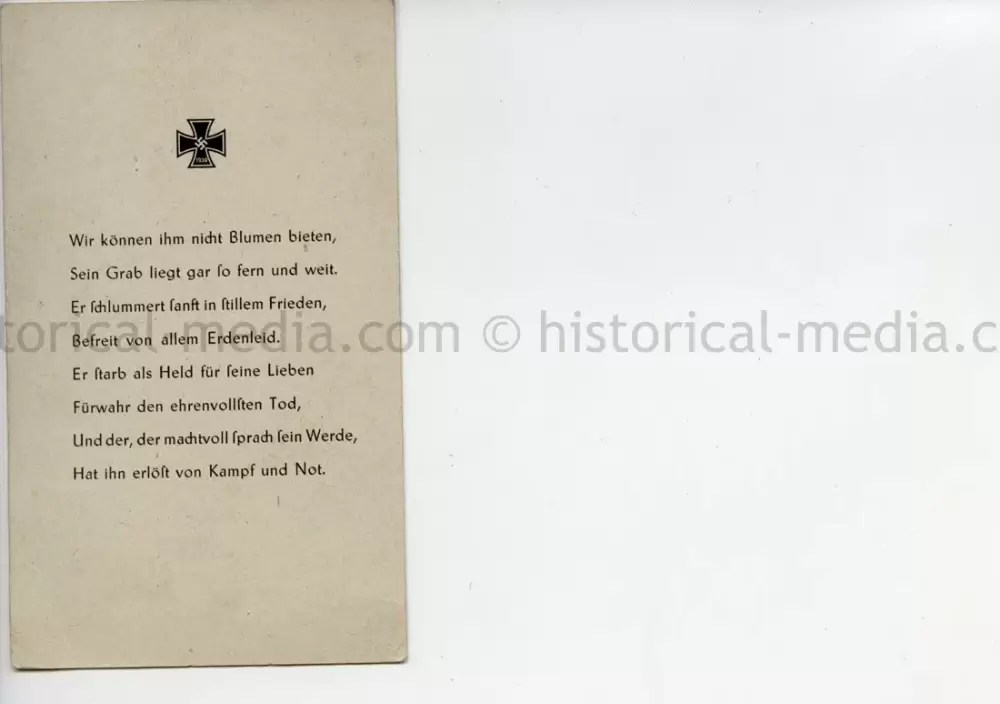 1939
Wir können ihm nicht Blumen bieten,
Sein Grab liegt gar ſo fern und weit.
Er ſchlummert ſanft in ſtillem Frieden,
torical-media.com © historical-media.c
Befreit von allem Erdenleid.
Er ſtarb als Held für ſeine Lieben
Fürwahr den ehrenvollſten Tod,
Und der, der machtvoll ſprach ſein Werde,
Hat ihn erlöſt von Kampf und Not.